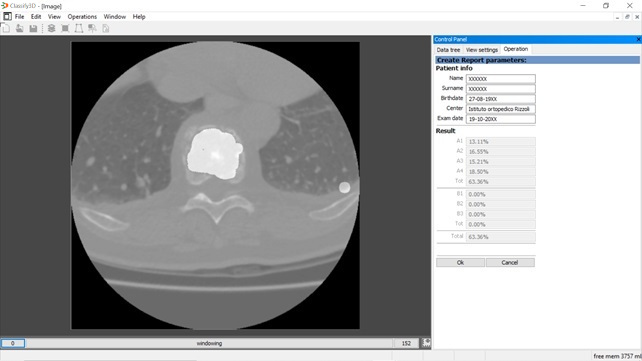 Classify3D - [Image]
File Edit View Operations Window Help
Control Panel
Data tree View settings Operation
Create Report parameters:
Patient info
Name XXXXXX
Surname XXXXXX
Birthdate 27-08-19XX
Center Istituto ortopedico Rizzoli
Exam date 19-10-20XX
Result
A1 13.11%
A2 16.55%
A3 15.21%
A4 18.50%
Tot 63.36%
B1 0.00%
B2 0.00%
B3 0.00%
Tot 0.00%
Total 63.36%
Ok Cancel
0 windowing 152
free mem 3757 ml